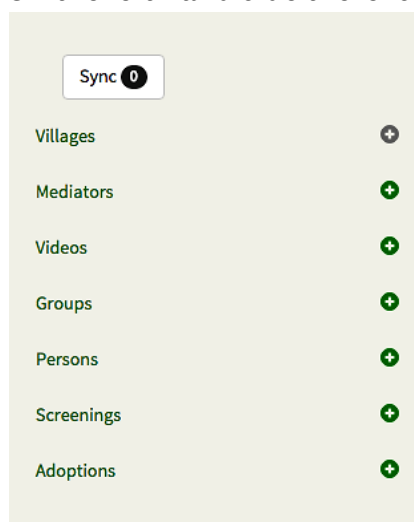 Sync 0
Villages
Mediators
Videos
Groups
Persons
Screenings
Adoptions